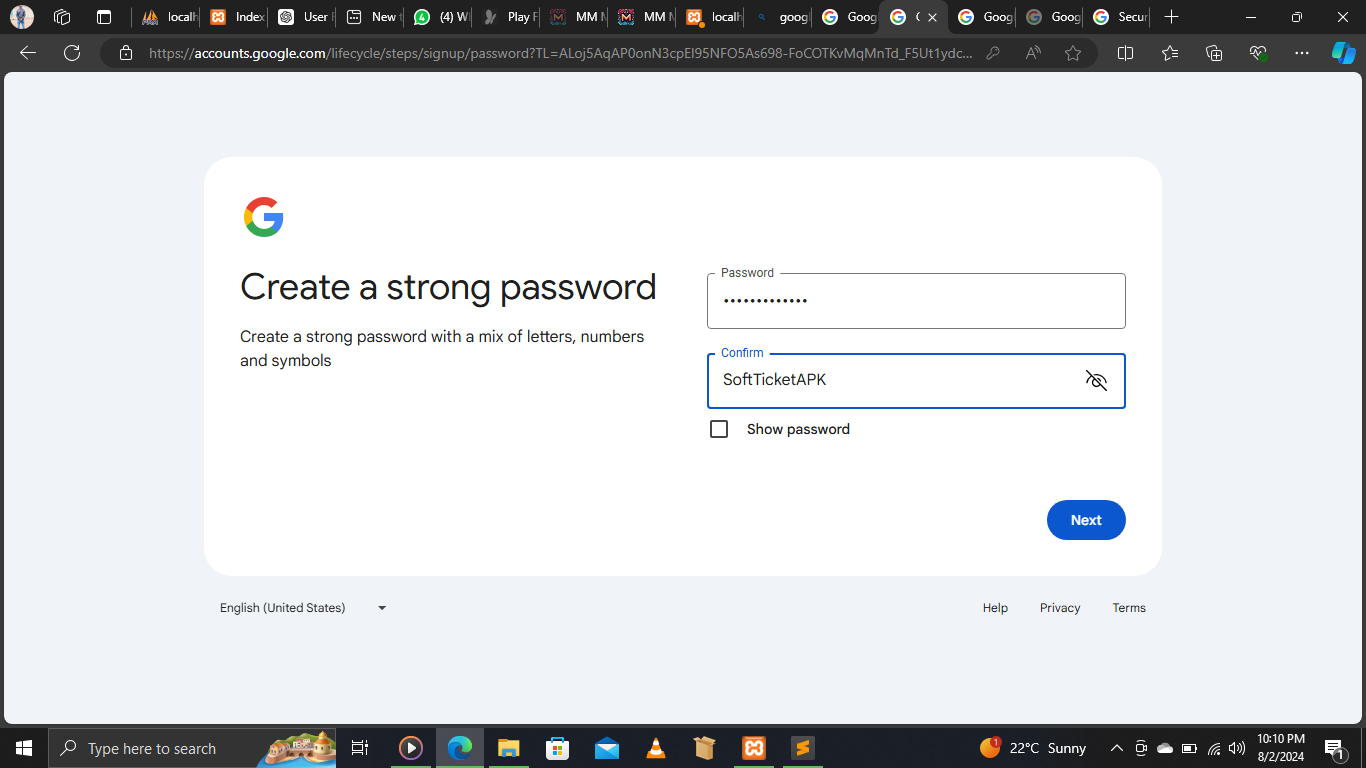 localh
Index
User F
New t
(4) W
Play F
MM M
MM M
localh
goog
Goog
G
Goog
Goog
Secur
https://accounts.google.com/lifecycle/steps/signup/password?TL=
Create a strong password
Create a strong password with a mix of letters, numbers
and symbols
Password
•••••••••••••
Confirm
SoftTicketAPK
Show password
Next
English (United States)
Help Privacy Terms
Type here to search
1
22°C Sunny
10:10 PM
8/2/2024
1